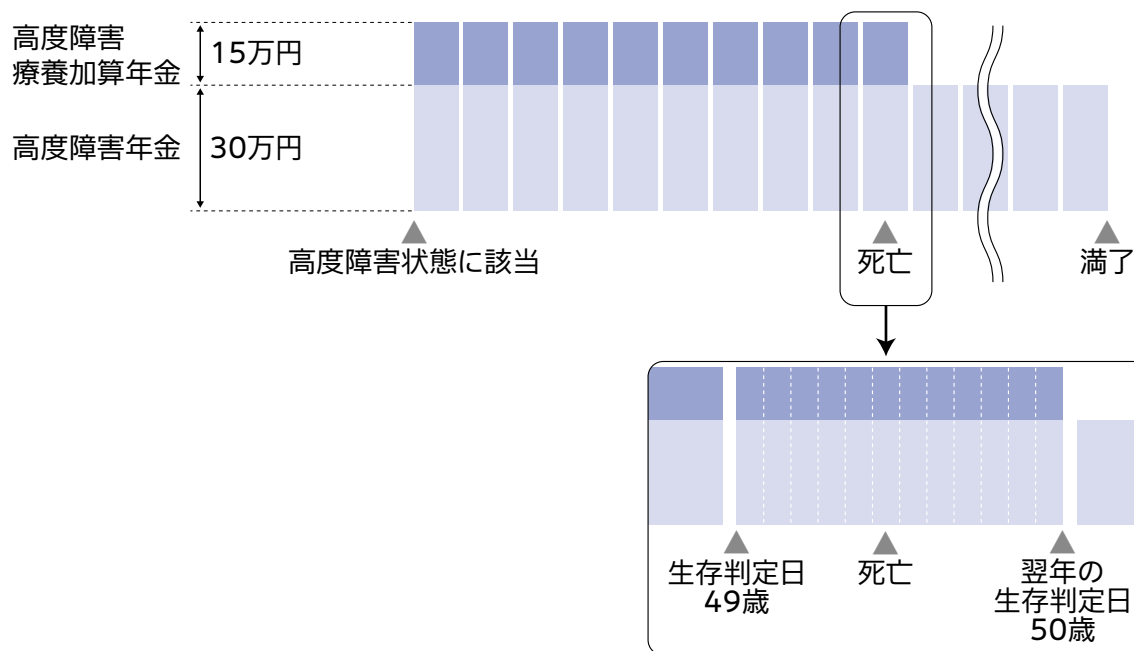 高度障害
療養加算年金
15万円
高度障害年金
30万円
高度障害状態に該当
死亡
満了
生存判定日
49歳
死亡
翌年の
生存判定日
50歳